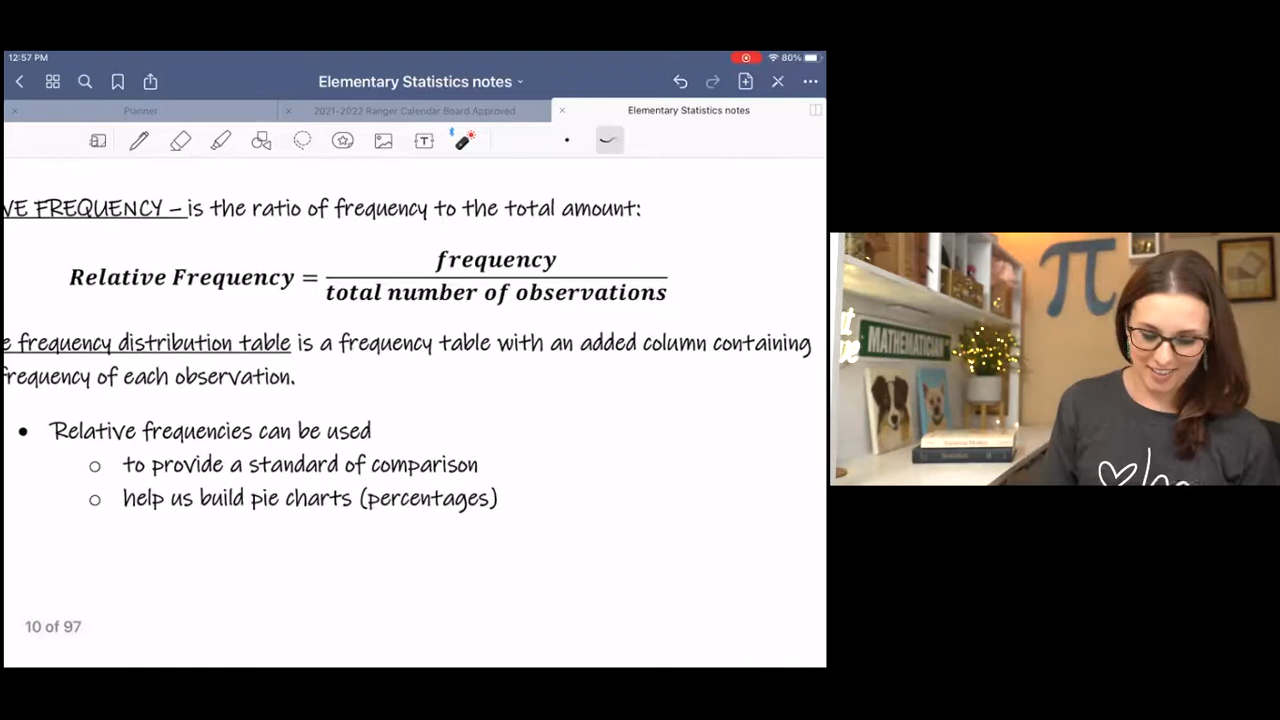 12:57 PM
80%
Elementary Statistics notes
Planner
2021-2022 Ranger Calendar Board Approved
Elementary Statistics notes
T
VE FREQUENCY – is the ratio of frequency to the total amount:
Relative Frequency = frequency
total number of observations
e frequency distribution table is a frequency table with an added column containing
frequency of each observation.
• Relative frequencies can be used
o to provide a standard of comparison
o help us build pie charts (percentages)
10 of 97
π
MATHEMATICIAN